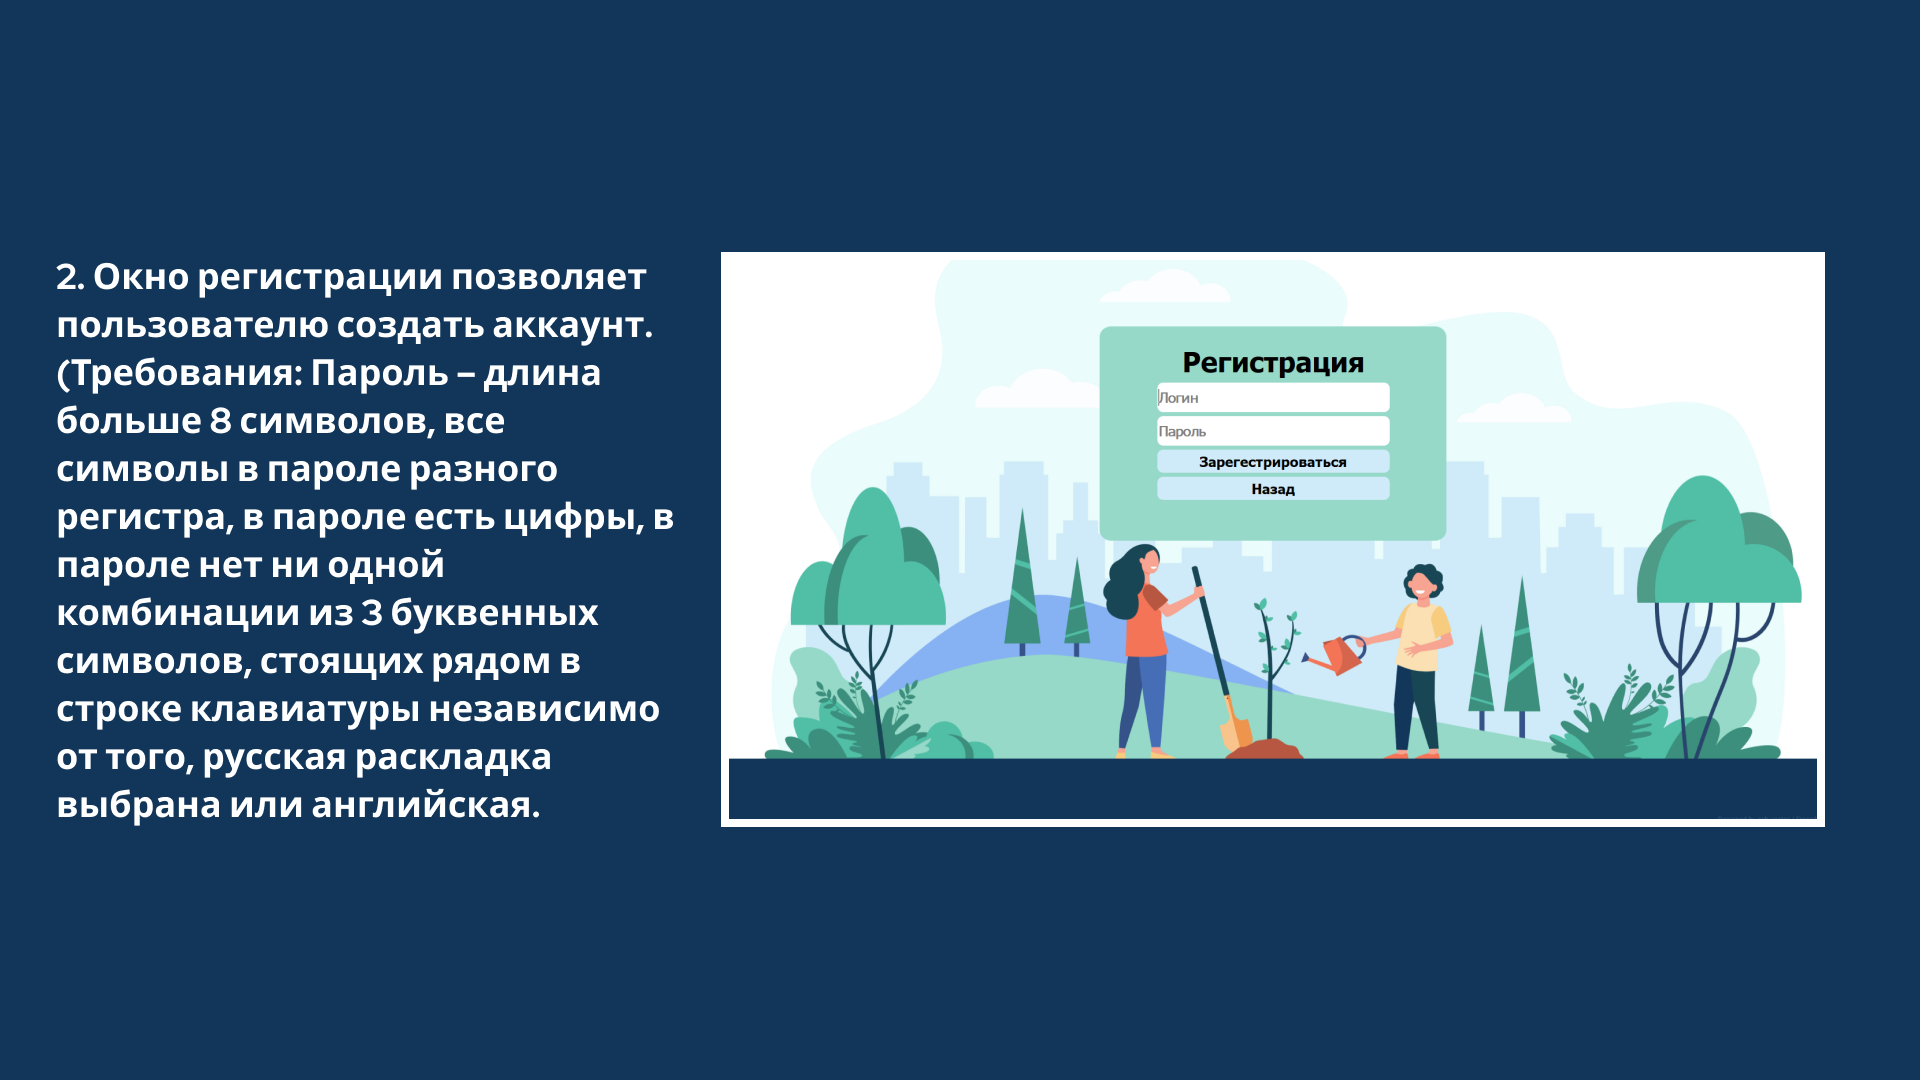 2. Окно регистрации позволяет
пользователю создать аккаунт.
(Требования: Пароль – длина
больше 8 символов, все
символы в пароле разного
регистра, в пароле есть цифры, в
пароле нет ни одной
комбинации из 3 буквенных
символов, стоящих рядом в
строке клавиатуры независимо
от того, русская раскладка
выбрана или английская.
Регистрация
Логин
Пароль
Зарегестрироваться
Назад